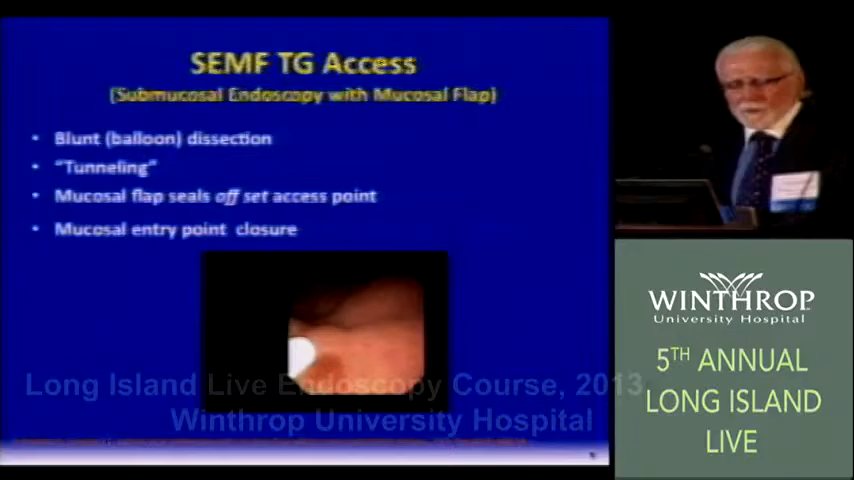 SEMF TG Access
(Submucosal Endoscopy with Mucosal Flap)
• Blunt (balloon) dissection
• "Tunneling"
• Mucosal flap seals off set access point
• Mucosal entry point closure
Long Island Live Endoscopy Course, 2013,
Winthrop University Hospital
WINTHROP
University Hospital
5TH ANNUAL
LONG ISLAND
LIVE